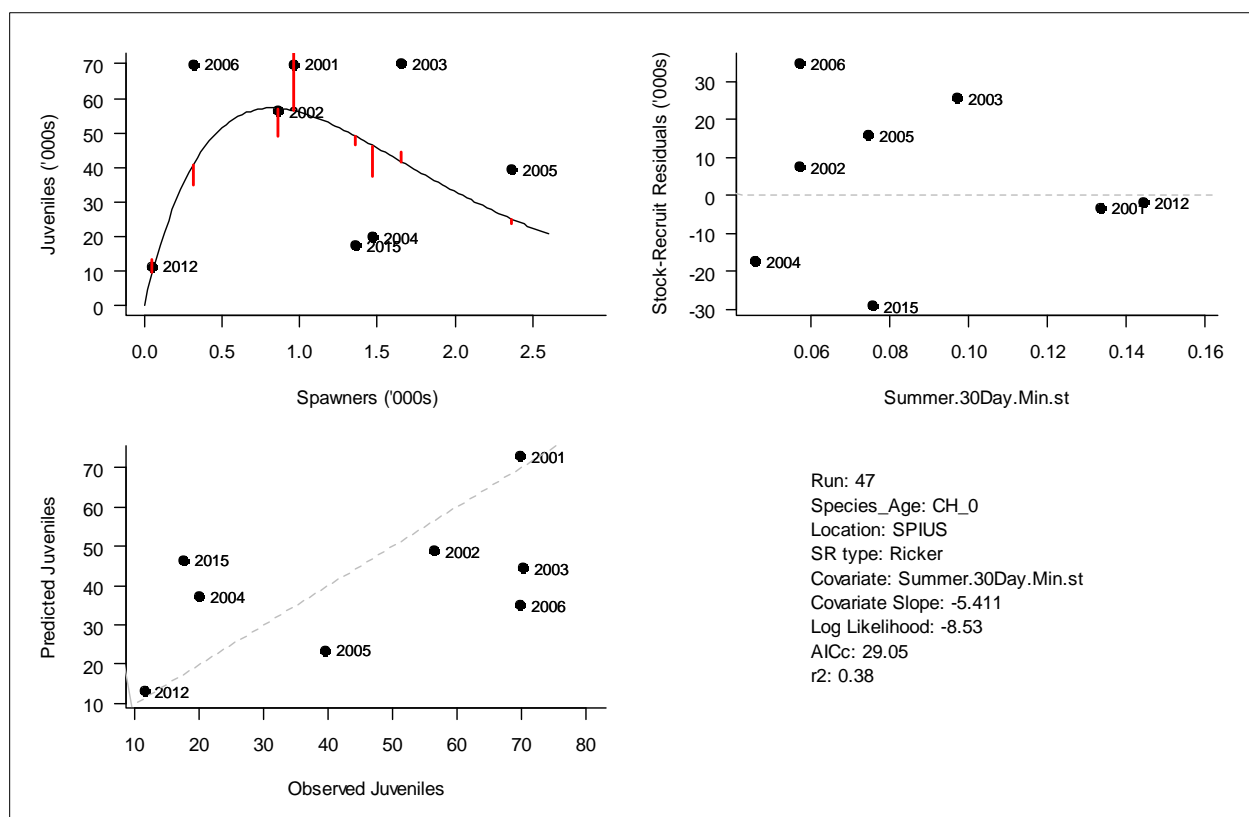 Juveniles ('000s)
70
60
50
40
30
20
10
0
2006
2001
2003
2002
2005
2004
2015
2012
0.0 0.5 1.0 1.5 2.0 2.5
Spawners ('000s)
Stock-Recruit Residuals ('000s)
30
20
10
0
-10
-20
-30
2006
2003
2005
2002
2001
2012
2004
2015
0.06 0.08 0.10 0.12 0.14 0.16
Summer.30Day.Min.st
Predicted Juveniles
70
60
50
40
30
20
10
2001
2002
2015
2003
2004
2006
2005
2012
10 20 30 40 50 60 70 80
Observed Juveniles
Run: 47
Species_Age: CH_0
Location: SPIUS
SR type: Ricker
Covariate: Summer.30Day.Min.st
Covariate Slope: -5.411
Log Likelihood: -8.53
AICc: 29.05
r2: 0.38